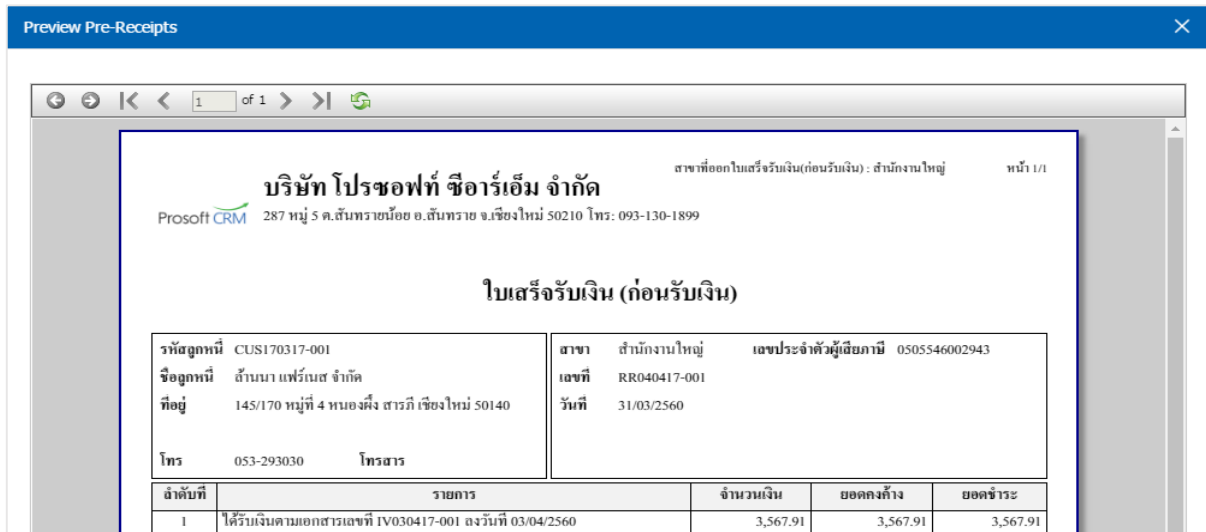 Preview Pre-Receipts
1 of 1
สาขาที่ออกใบเสร็จรับเงิน(ก่อนรับเงิน) : สำนักงานใหญ่ หน้า 1/1
บริษัท โปรซอฟท์ ซีอาร์เอ็ม จำกัด
Prosoft CRM 287 หมู่ 5 ต.สันทรายน้อย อ.สันทราย จ.เชียงใหม่ 50210 โทร: 093-130-1899
ใบเสร็จรับเงิน (ก่อนรับเงิน)
รหัสลูกหนี้ CUS170317-001 สาขา สำนักงานใหญ่ เลขประจำตัวผู้เสียภาษี 0505546002943
ชื่อลูกหนี้ ล้านนา แฟร์เนส จำกัด เลขที่ RR040417-001
ที่อยู่ 145/170 หมู่ที่ 4 หนองผึ้ง สารภี เชียงใหม่ 50140 วันที่ 31/03/2560
โทร 053-293030 โทรสาร
ลำดับที่ รายการ จำนวนเงิน ยอดคงค้าง ยอดชำระ
1 ได้รับเงินตามเอกสารเลขที่ IV030417-001 ลงวันที่ 03/04/2560 3,567.91 3,567.91 3,567.91